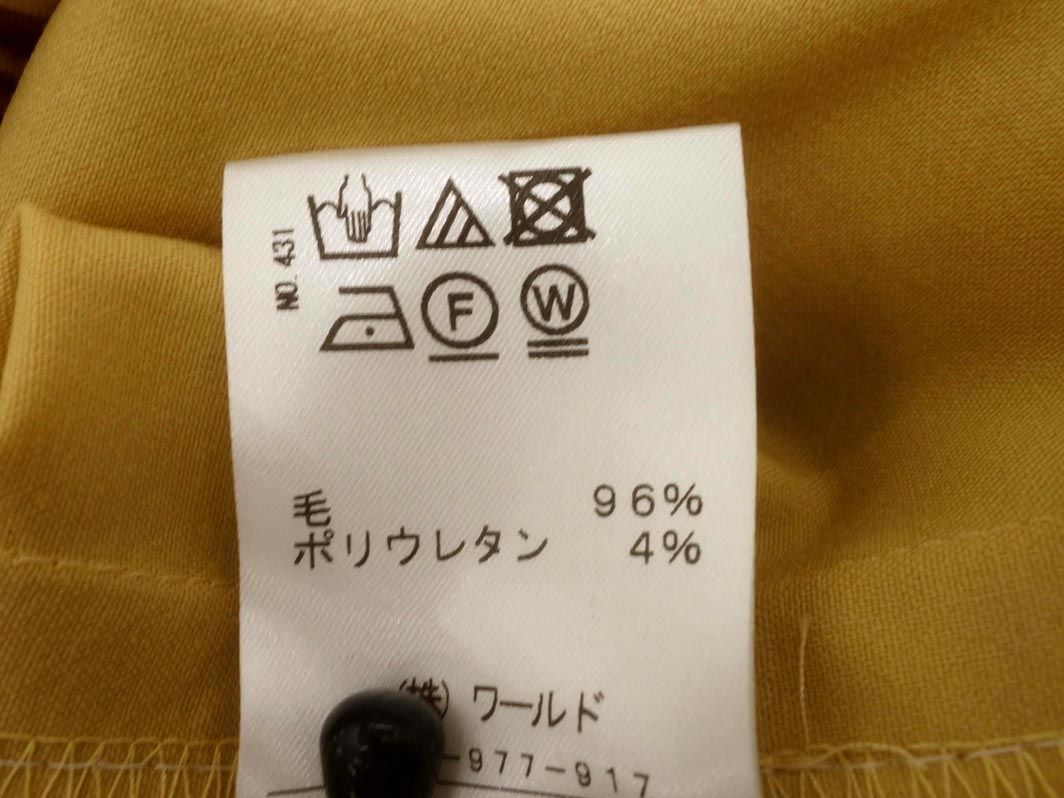 NO. 431
F W
毛 96%
ポリウレタン 4%
(株) ワールド
-977-917